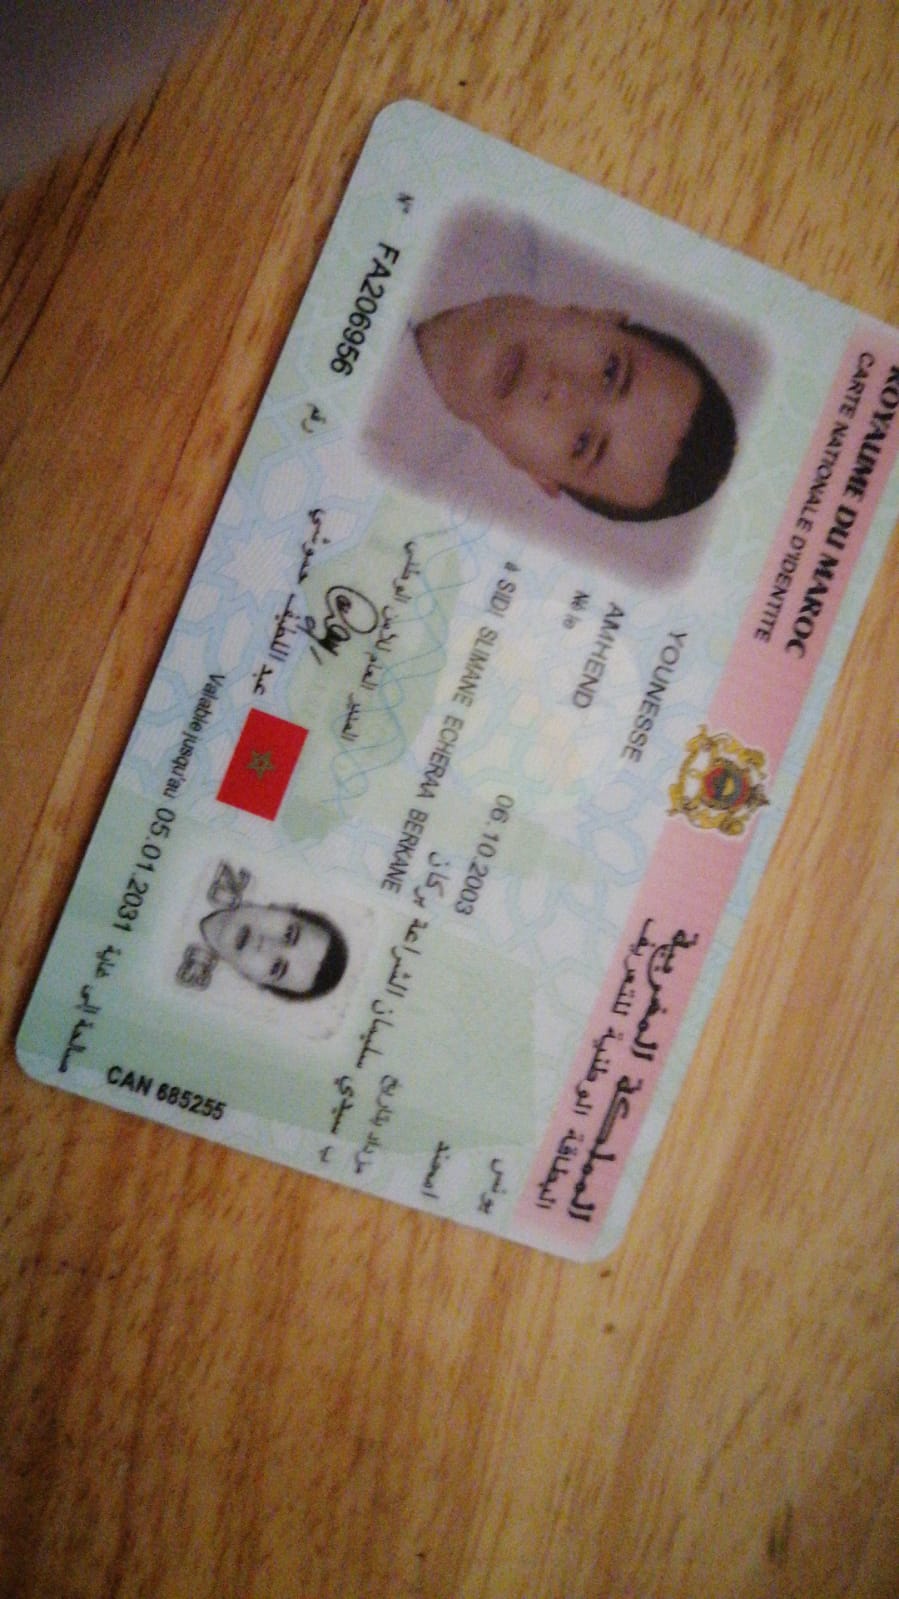 ROYAUME DU MAROC
CARTE NATIONALE D'IDENTITE
المملكة المغربية
البطاقة الوطنية للتعريف
YOUNESSE
يونس
AMHEND
امهند
Né le 06.10.2003 مزداد بتاريخ
à SIDI SLIMANE ECHERAA BERKANE
ب سيدي سليمان الشراعة بركان
المدير العام للأمن الوطني
عبد اللطيف حموشي
N° FA206956 رقم
Valable jusqu'au 05.01.2031 صالحة إلى غاية
CAN 685255